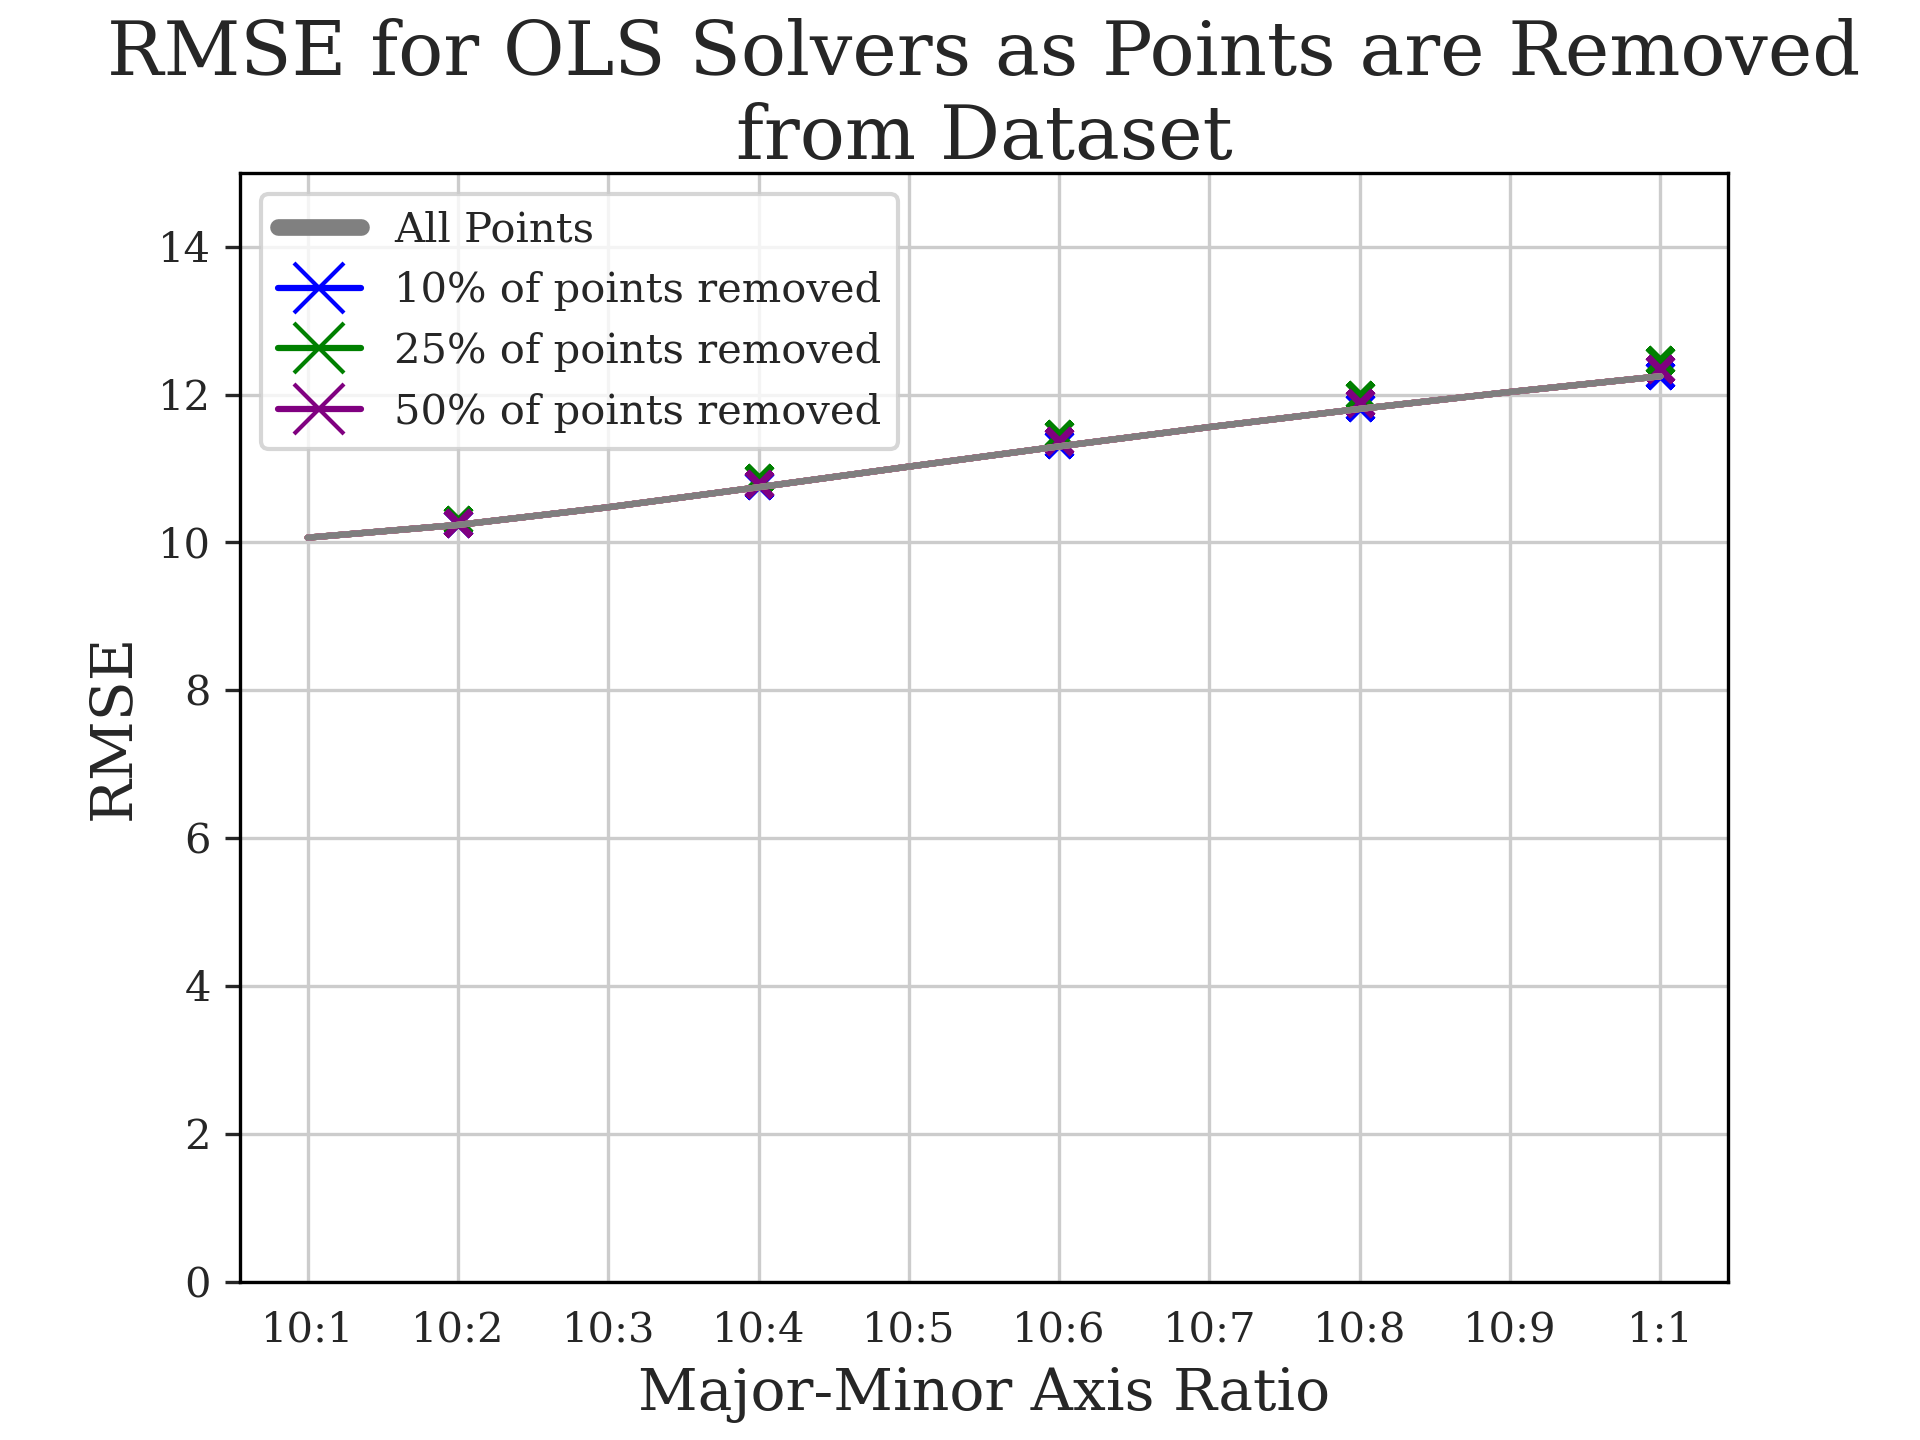 RMSE for OLS Solvers as Points are Removed
from Dataset
All Points
10% of points removed
25% of points removed
50% of points removed
14
12
10
8
6
4
2
0
RMSE
10:1 10:2 10:3 10:4 10:5 10:6 10:7 10:8 10:9 1:1
Major-Minor Axis Ratio